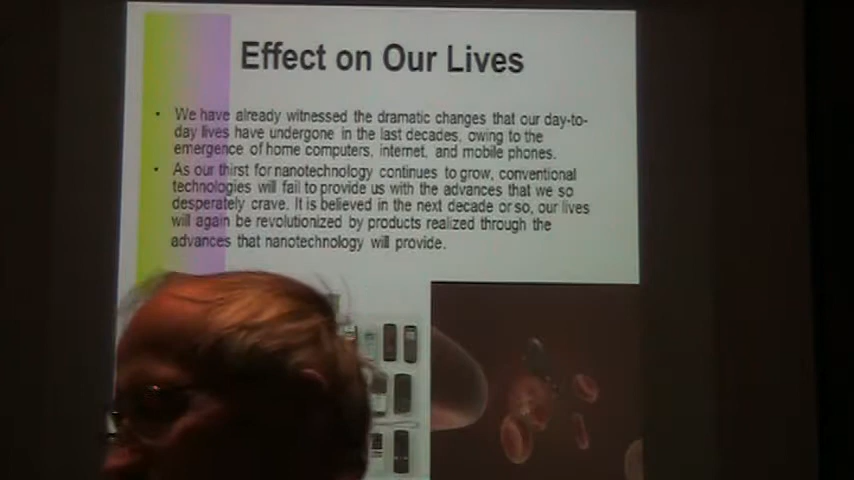 Effect on Our Lives
• We have already witnessed the dramatic changes that our day-to-
day lives have undergone in the last decades, owing to the
emergence of home computers, internet, and mobile phones.
• As our thirst for nanotechnology continues to grow, conventional
technologies will fail to provide us with the advances that we so
desperately crave. It is believed in the next decade or so, our lives
will again be revolutionized by products realized through the
advances that nanotechnology will provide.